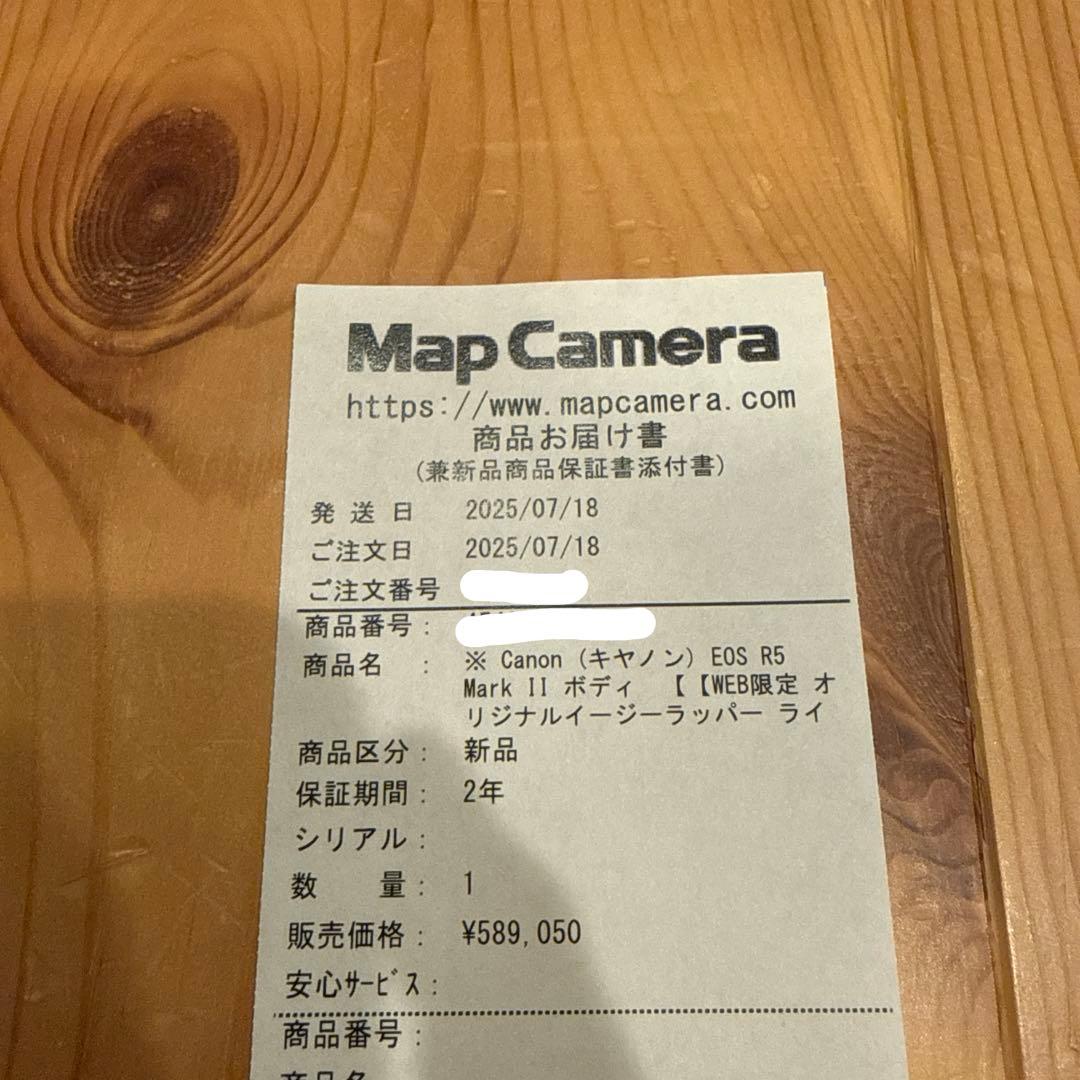 Map Camera
https://www.mapcamera.com
商品お届け書
(兼新品商品保証書添付書)
発 送 日 2025/07/18
ご注文日 2025/07/18
ご注文番号
商品番号:
商品名 : ※ Canon (キヤノン) EOS R5
Mark II ボディ 【【WEB限定 オ
リジナルイージーラッパー ライ
商品区分: 新品
保証期間: 2年
シリアル:
数 量: 1
販売価格: ¥589,050
安心サービス:
商品番号:
商品名